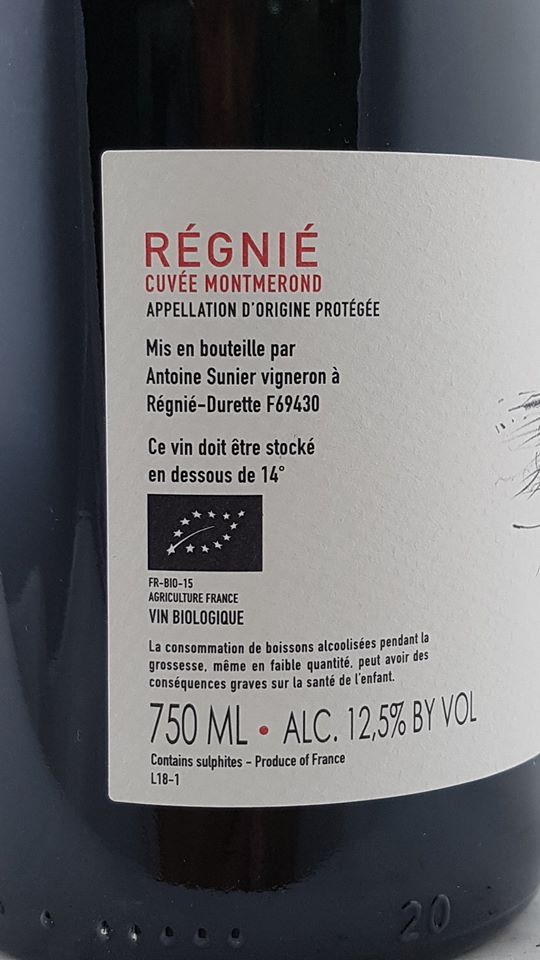 RÉGNIÉ
CUVÉE MONTMEROND
APPELLATION D'ORIGINE PROTÉGÉE
Mis en bouteille par
Antoine Sunier vigneron à
Régnié-Durette F69430
Ce vin doit être stocké
en dessous de 14°
FR-BIO-15
AGRICULTURE FRANCE
VIN BIOLOGIQUE
La consommation de boissons alcoolisées pendant la
grossesse, même en faible quantité, peut avoir des
conséquences graves sur la santé de l'enfant.
750 ML • ALC. 12,5% BY VOL
Contains sulphites - Produce of France
L18-1
20